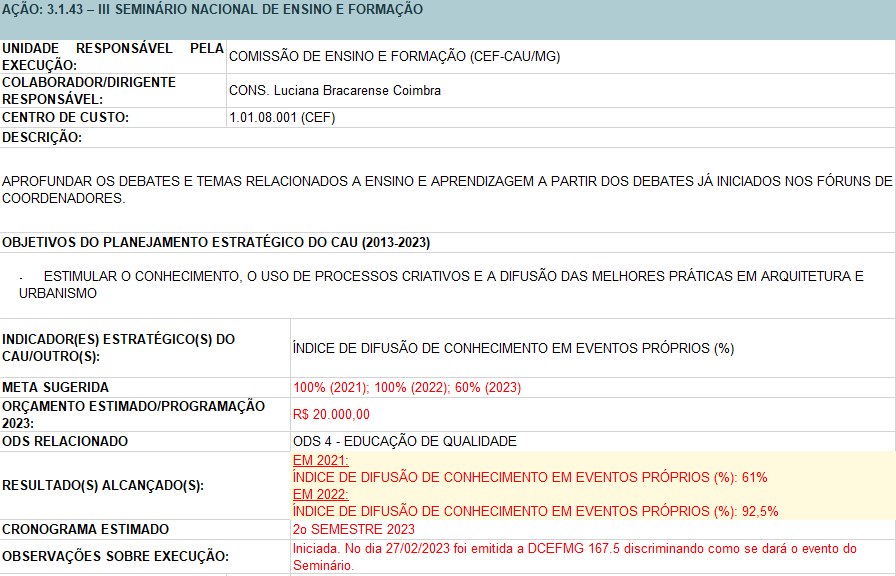 AÇÃO: 3.1.43 – III SEMINÁRIO NACIONAL DE ENSINO E FORMAÇÃO
UNIDADE RESPONSÁVEL PELA
EXECUÇÃO:
COMISSÃO DE ENSINO E FORMAÇÃO (CEF-CAU/MG)
COLABORADOR/DIRIGENTE
RESPONSÁVEL:
CONS. Luciana Bracarense Coimbra
CENTRO DE CUSTO:
1.01.08.001 (CEF)
DESCRIÇÃO:
APROFUNDAR OS DEBATES E TEMAS RELACIONADOS A ENSINO E APRENDIZAGEM A PARTIR DOS DEBATES JÁ INICIADOS NOS FÓRUNS DE
COORDENADORES.
OBJETIVOS DO PLANEJAMENTO ESTRATÉGICO DO CAU (2013-2023)
· ESTIMULAR O CONHECIMENTO, O USO DE PROCESSOS CRIATIVOS E A DIFUSÃO DAS MELHORES PRÁTICAS EM ARQUITETURA E
URBANISMO
INDICADOR(ES) ESTRATÉGICO(S) DO
CAU/OUTRO(S):
ÍNDICE DE DIFUSÃO DE CONHECIMENTO EM EVENTOS PRÓPRIOS (%)
META SUGERIDA
100% (2021); 100% (2022); 60% (2023)
ORÇAMENTO ESTIMADO/PROGRAMAÇÃO
2023:
R$ 20.000,00
ODS RELACIONADO
ODS 4 - EDUCAÇÃO DE QUALIDADE
RESULTADO(S) ALCANÇADO(S):
EM 2021:
ÍNDICE DE DIFUSÃO DE CONHECIMENTO EM EVENTOS PRÓPRIOS (%): 61%
EM 2022:
ÍNDICE DE DIFUSÃO DE CONHECIMENTO EM EVENTOS PRÓPRIOS (%): 92,5%
CRONOGRAMA ESTIMADO
2o SEMESTRE 2023
OBSERVAÇÕES SOBRE EXECUÇÃO:
Iniciada. No dia 27/02/2023 foi emitida a DCEFMG 167.5 discriminando como se dará o evento do
Seminário.